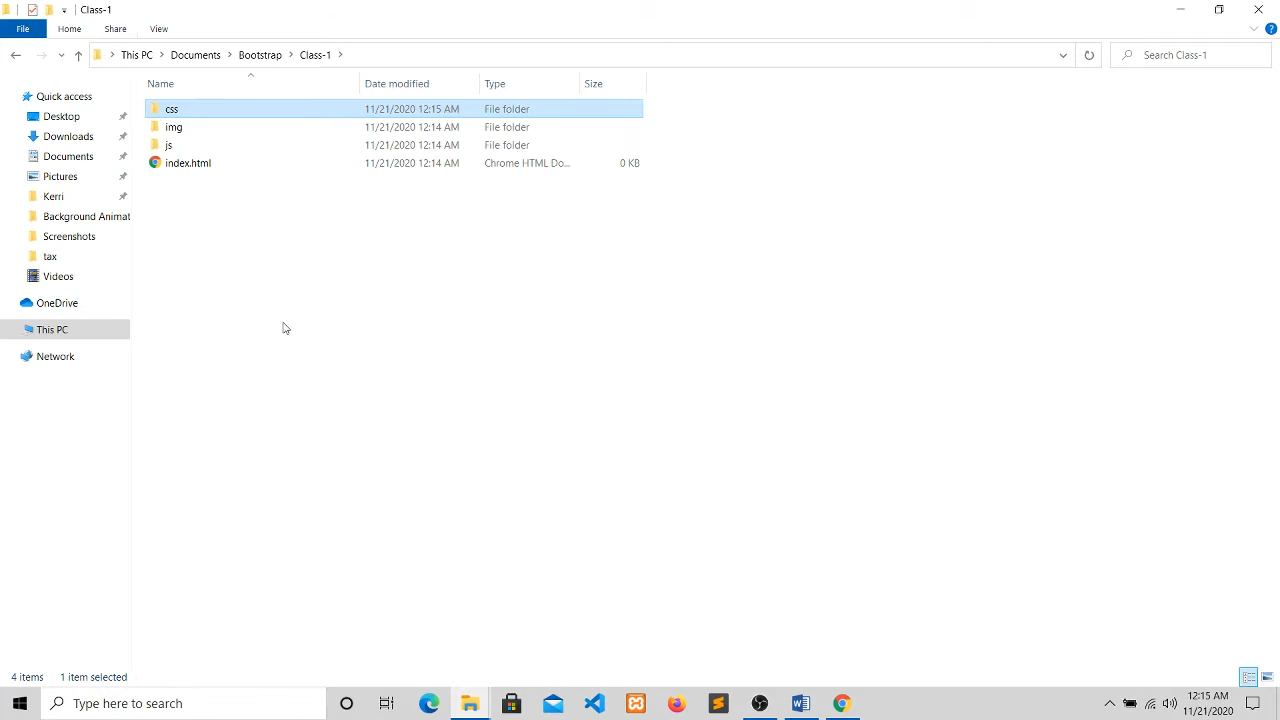 Class-1
File Home Share View
This PC Documents Bootstrap Class-1 Search Class-1
Name Date modified Type Size
Quick access
Desktop
Downloads
Documents
Pictures
Kerri
Background Animat
Screenshots
tax
Videos
OneDrive
This PC
Network
css 11/21/2020 12:15 AM File folder
img 11/21/2020 12:14 AM File folder
js 11/21/2020 12:14 AM File folder
index.html 11/21/2020 12:14 AM Chrome HTML Do... 0 KB
4 items 1 item selected
Type here to search
12:15 AM
11/21/2020